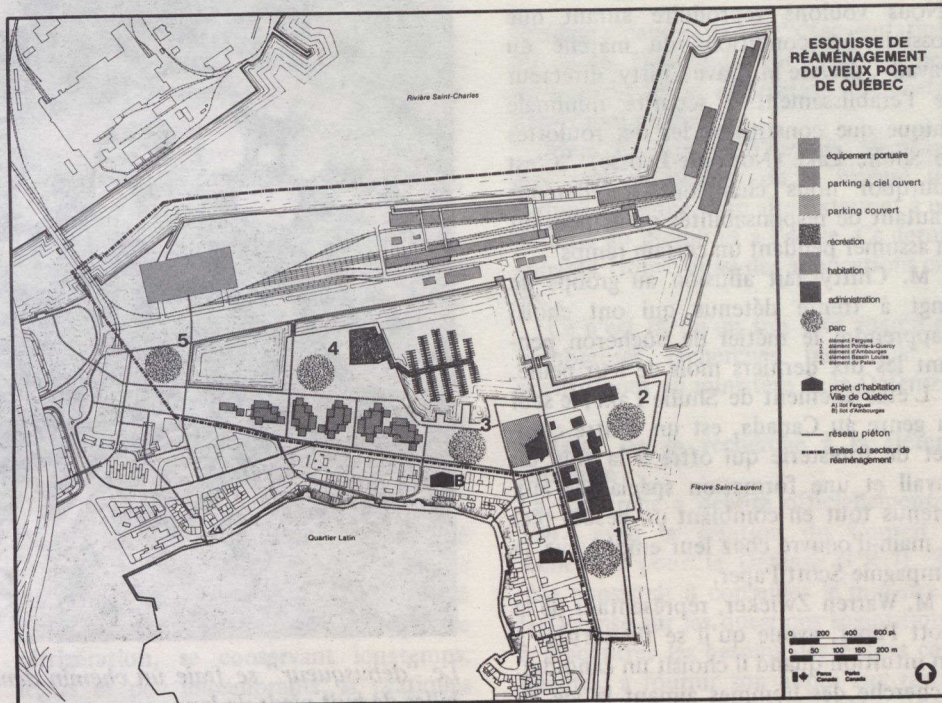 Rivière Saint-Charles
5
4
3
2
1
B
A
Quartier Latin
Fleuve Saint-Laurent
ESQUISSE DE
RÉAMÉNAGEMENT
DU VIEUX PORT
DE QUÉBEC
équipement portuaire
parking à ciel ouvert
parking couvert
récréation
habitation
administration
parc
1. élément Fargues
2. élément Pointe-à-Carcy
3. élément d'Ambourges
4. élément Bassin Louise
5. élément du Palais
projet d'habitation
Ville de Québec
A) îlot Fargues
B) îlot d'Ambourges
réseau piéton
limites du secteur de
réaménagement
0 200 400 600 pi.
0 50 100 200 m
Parcs Canada Parks Canada